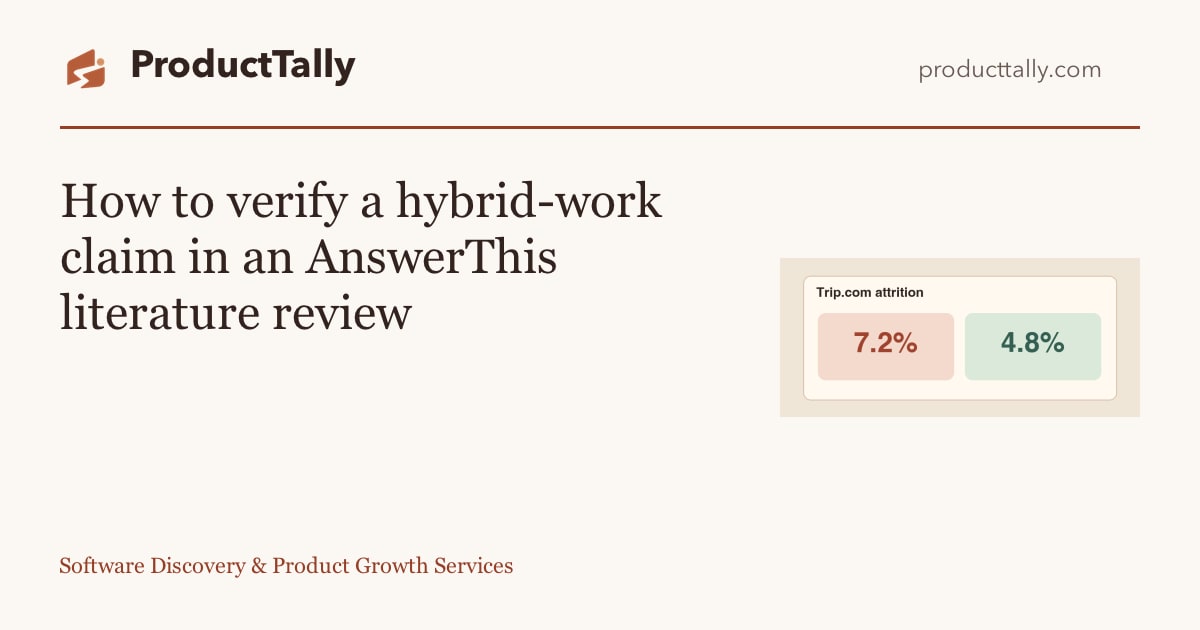 ProductTally
producttally.com
How to verify a hybrid-work
claim in an AnswerThis
literature review
Trip.com attrition
7.2%
4.8%
Software Discovery & Product Growth Services